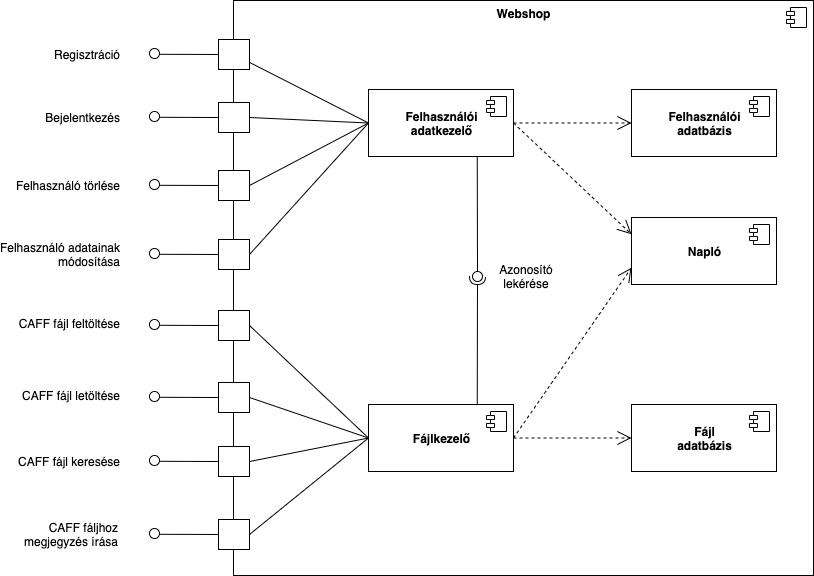 Webshop
Regisztráció
Bejelentkezés
Felhasználó törlése
Felhasználó adatainak
módosítása
CAFF fájl feltöltése
CAFF fájl letöltése
CAFF fájl keresése
CAFF fáljhoz
megjegyzés írása
Felhasználói
adatkezelő
Azonosító
lekérése
Fájlkezelő
Felhasználói
adatbázis
Napló
Fájl
adatbázis